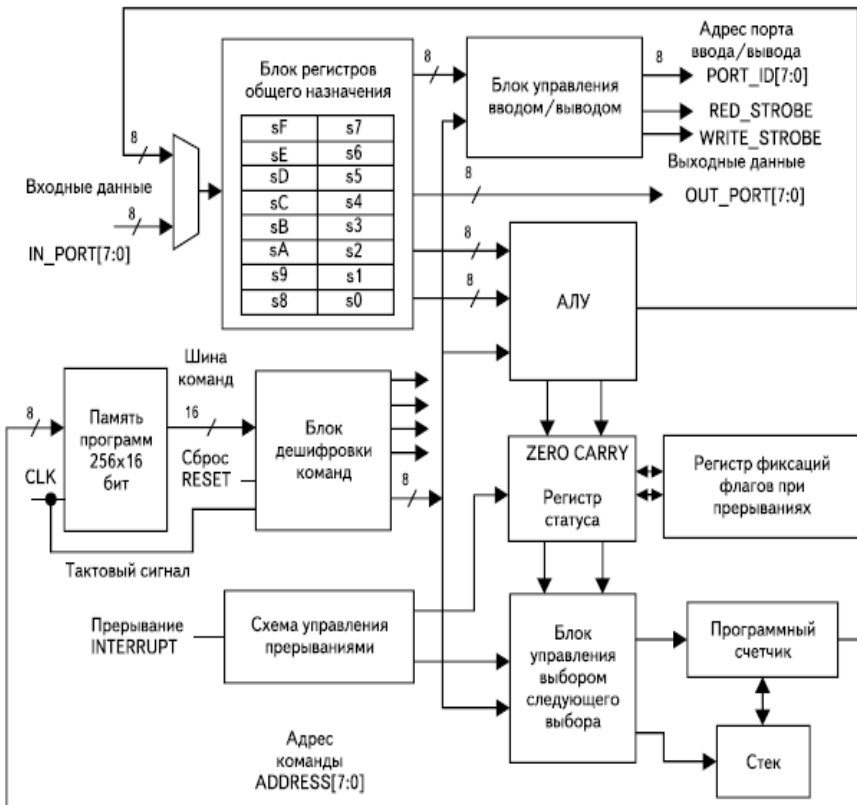 Адрес порта
ввода/вывода
8
PORT_ID[7:0]
RED_STROBE
WRITE_STROBE
Выходные данные
OUT_PORT[7:0]
8
Блок управления
вводом/выводом
8
Блок регистров
общего назначения
sF s7
sE s6
sD s5
sC s4
sB s3
sA s2
s9 s1
s8 s0
8
Входные данные
8
IN_PORT[7:0]
8
8
АЛУ
Шина
команд
8
Память
программ
256x16
бит
16
Блок
дешифровки
команд
8
Сброс
RESET
CLK
Тактовый сигнал
ZERO CARRY
Регистр
статуса
Регистр фиксаций
флагов при
прерываниях
Прерывание
INTERRUPT
Схема управления
прерываниями
Блок
управления
выбором
следующего
выбора
Программный
счетчик
Стек
Адрес
команды
ADDRESS[7:0]